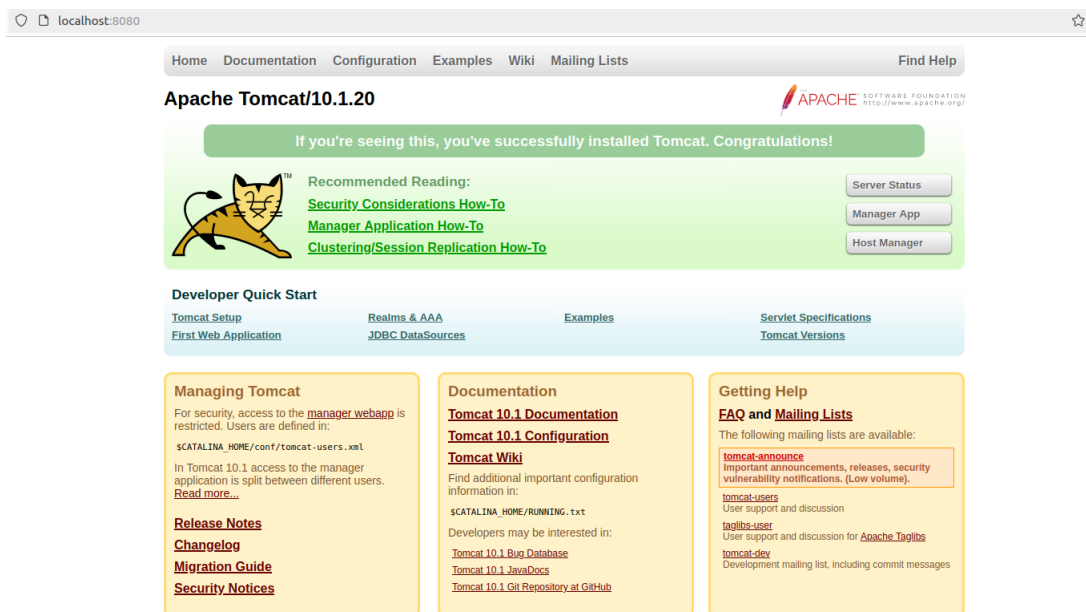 localhost:8080
Home Documentation Configuration Examples Wiki Mailing Lists Find Help
Apache Tomcat/10.1.20
THE
APACHE SOFTWARE FOUNDATION
http://www.apache.org/
If you're seeing this, you've successfully installed Tomcat. Congratulations!
TM
Recommended Reading:
Security Considerations How-To
Manager Application How-To
Clustering/Session Replication How-To
Server Status
Manager App
Host Manager
Developer Quick Start
Tomcat Setup
First Web Application
Realms & AAA
JDBC DataSources
Examples
Servlet Specifications
Tomcat Versions
Managing Tomcat
For security, access to the manager webapp is
restricted. Users are defined in:
$CATALINA_HOME/conf/tomcat-users.xml
In Tomcat 10.1 access to the manager
application is split between different users.
Read more...
Release Notes
Changelog
Migration Guide
Security Notices
Documentation
Tomcat 10.1 Documentation
Tomcat 10.1 Configuration
Tomcat Wiki
Find additional important configuration
information in:
$CATALINA_HOME/RUNNING.txt
Developers may be interested in:
Tomcat 10.1 Bug Database
Tomcat 10.1 JavaDocs
Tomcat 10.1 Git Repository at GitHub
Getting Help
FAQ and Mailing Lists
The following mailing lists are available:
tomcat-announce
Important announcements, releases, security
vulnerability notifications. (Low volume).
tomcat-users
User support and discussion
taglibs-user
User support and discussion for Apache Taglibs
tomcat-dev
Development mailing list, including commit messages